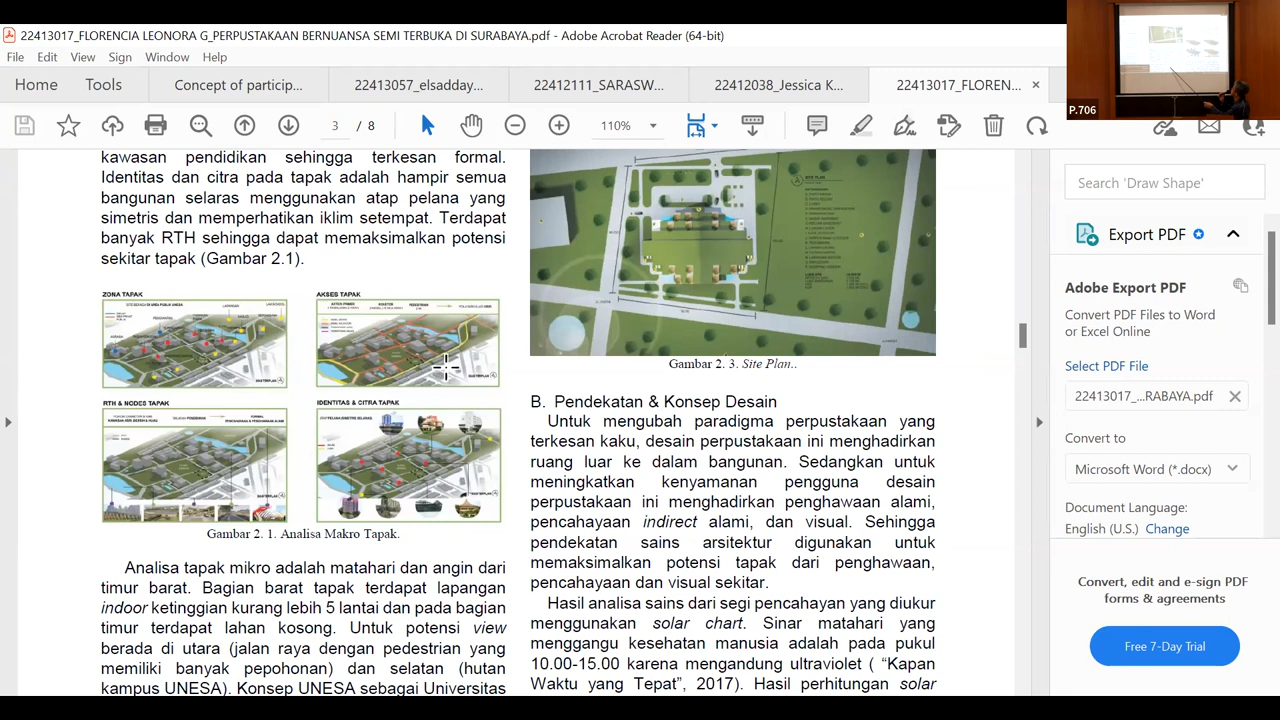 22413017_FLORENCIA LEONORA G_PERPUSTAKAAN BERNUANSA SEMI TERBUKA DI SURABAYA.pdf - Adobe Acrobat Reader (64-bit)
File Edit View Sign Window Help
Home Tools Concept of particip... 22413057_elsadday... 22412111_SARASW... 22412038_Jessica K... 22413017_FLOREN... ×
P.706
3 / 8 110%
kawasan pendidikan sehingga terkesan formal.
Identitas dan citra pada tapak adalah hampir semua
bangunan selaras menggunakan atap pelana yang
simetris dan memperhatikan iklim setempat. Terdapat
banyak RTH sehingga dapat memaksimalkan potensi
sekitar tapak (Gambar 2.1).
ZONA TAPAK
AKSES TAPAK
RTH & NODES TAPAK
IDENTITAS & CITRA TAPAK
Gambar 2. 1. Analisa Makro Tapak.
Analisa tapak mikro adalah matahari dan angin dari
timur barat. Bagian barat tapak terdapat lapangan
indoor ketinggian kurang lebih 5 lantai dan pada bagian
timur terdapat lahan kosong. Untuk potensi view
berada di utara (jalan raya dengan pedestrian yang
memiliki banyak pepohonan) dan selatan (hutan
kampus UNESA). Konsep UNESA sebagai Universitas
SITE PLAN
Gambar 2. 3. Site Plan..
B. Pendekatan & Konsep Desain
Untuk mengubah paradigma perpustakaan yang
terkesan kaku, desain perpustakaan ini menghadirkan
ruang luar ke dalam bangunan. Sedangkan untuk
meningkatkan kenyamanan pengguna desain
perpustakaan ini menghadirkan penghawaan alami,
pencahayaan indirect alami, dan visual. Sehingga
pendekatan sains arsitektur digunakan untuk
memaksimalkan potensi tapak dari penghawaan,
pencahayaan dan visual sekitar.
Hasil analisa sains dari segi pencahayan yang diukur
menggunakan solar chart. Sinar matahari yang
menggangu kesehatan manusia adalah pada pukul
10.00-15.00 karena mengandung ultraviolet ( “Kapan
Waktu yang Tepat”, 2017). Hasil perhitungan solar
Search 'Draw Shape'
Export PDF
Adobe Export PDF
Convert PDF Files to Word
or Excel Online
Select PDF File
22413017_...RABAYA.pdf ×
Convert to
Microsoft Word (*.docx)
Document Language:
English (U.S.) Change
Convert, edit and e-sign PDF
forms & agreements
Free 7-Day Trial